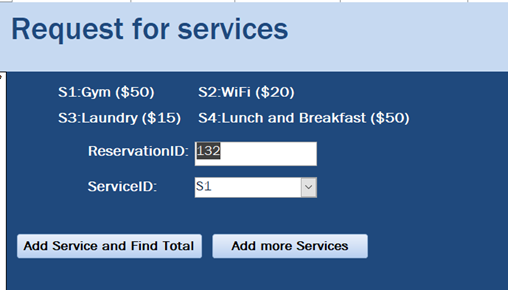 Request for services
S1:Gym ($50) S2:WiFi ($20)
S3:Laundry ($15) S4:Lunch and Breakfast ($50)
ReservationID: 132
ServiceID: S1
Add Service and Find Total Add more Services